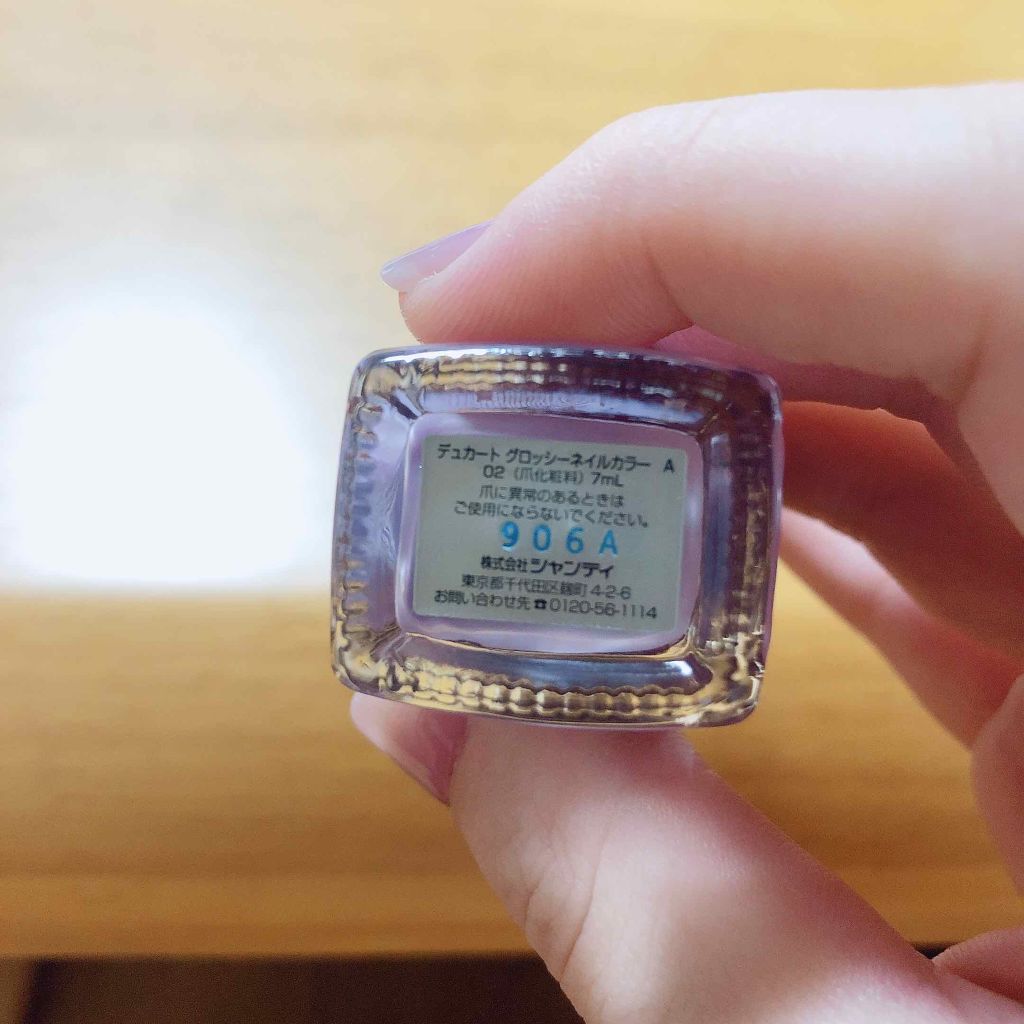 デュカート グロッシーネイルカラー A
02（爪化粧料）7mL
爪に異常のあるときは
ご使用にならないでください。
906A
株式会社シャンティ
東京都千代田区麹町 4-2-6
お問い合わせ先☎0120-56-1114